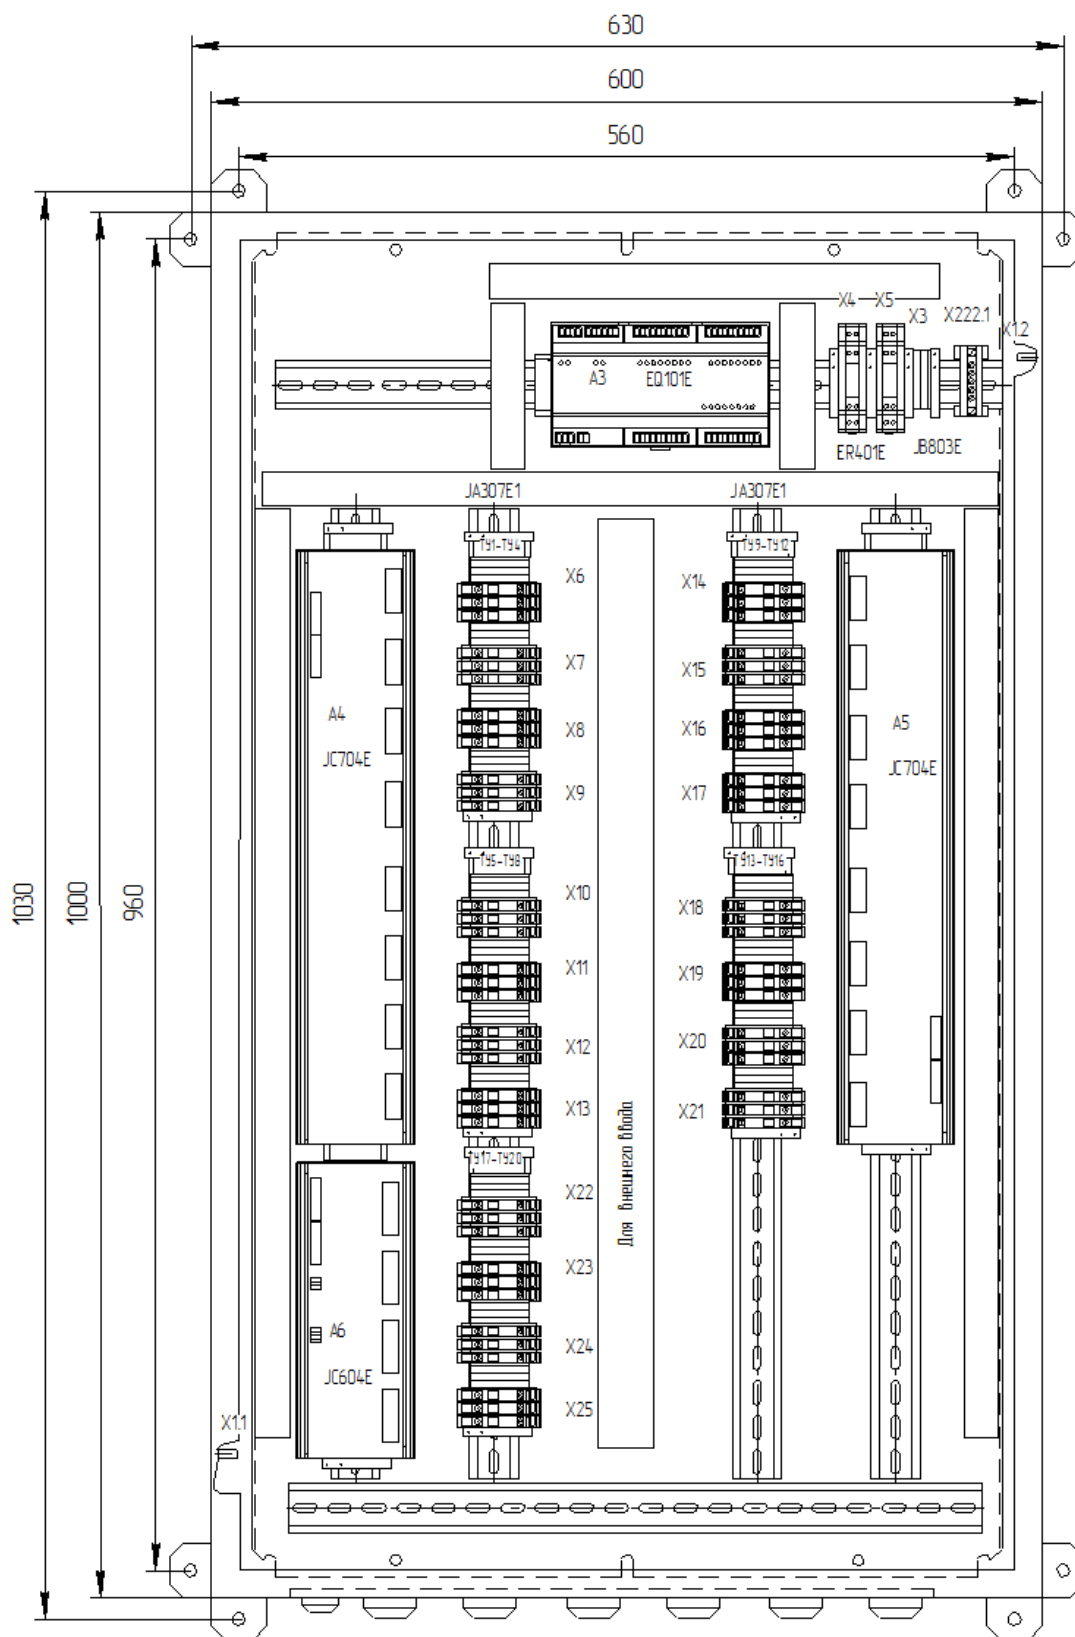 630
600
560
X4
X5
X3
X222.1
X1.2
A3
EQ101E
ER401E
JB803E
JA307E1
JA307E1
ТУ1-ТУ4
ТУ9-ТУ12
X6
X14
X7
X15
A4
X8
X16
A5
JC704E
JC704E
X9
X17
ТУ5-ТУ8
ТУ13-ТУ16
1030
1000
960
X10
X18
X11
X19
X12
X20
X13
X21
ТУ17-ТУ20
Для внешнего ввода
X22
X23
A6
X24
JC604E
X25
X1.1